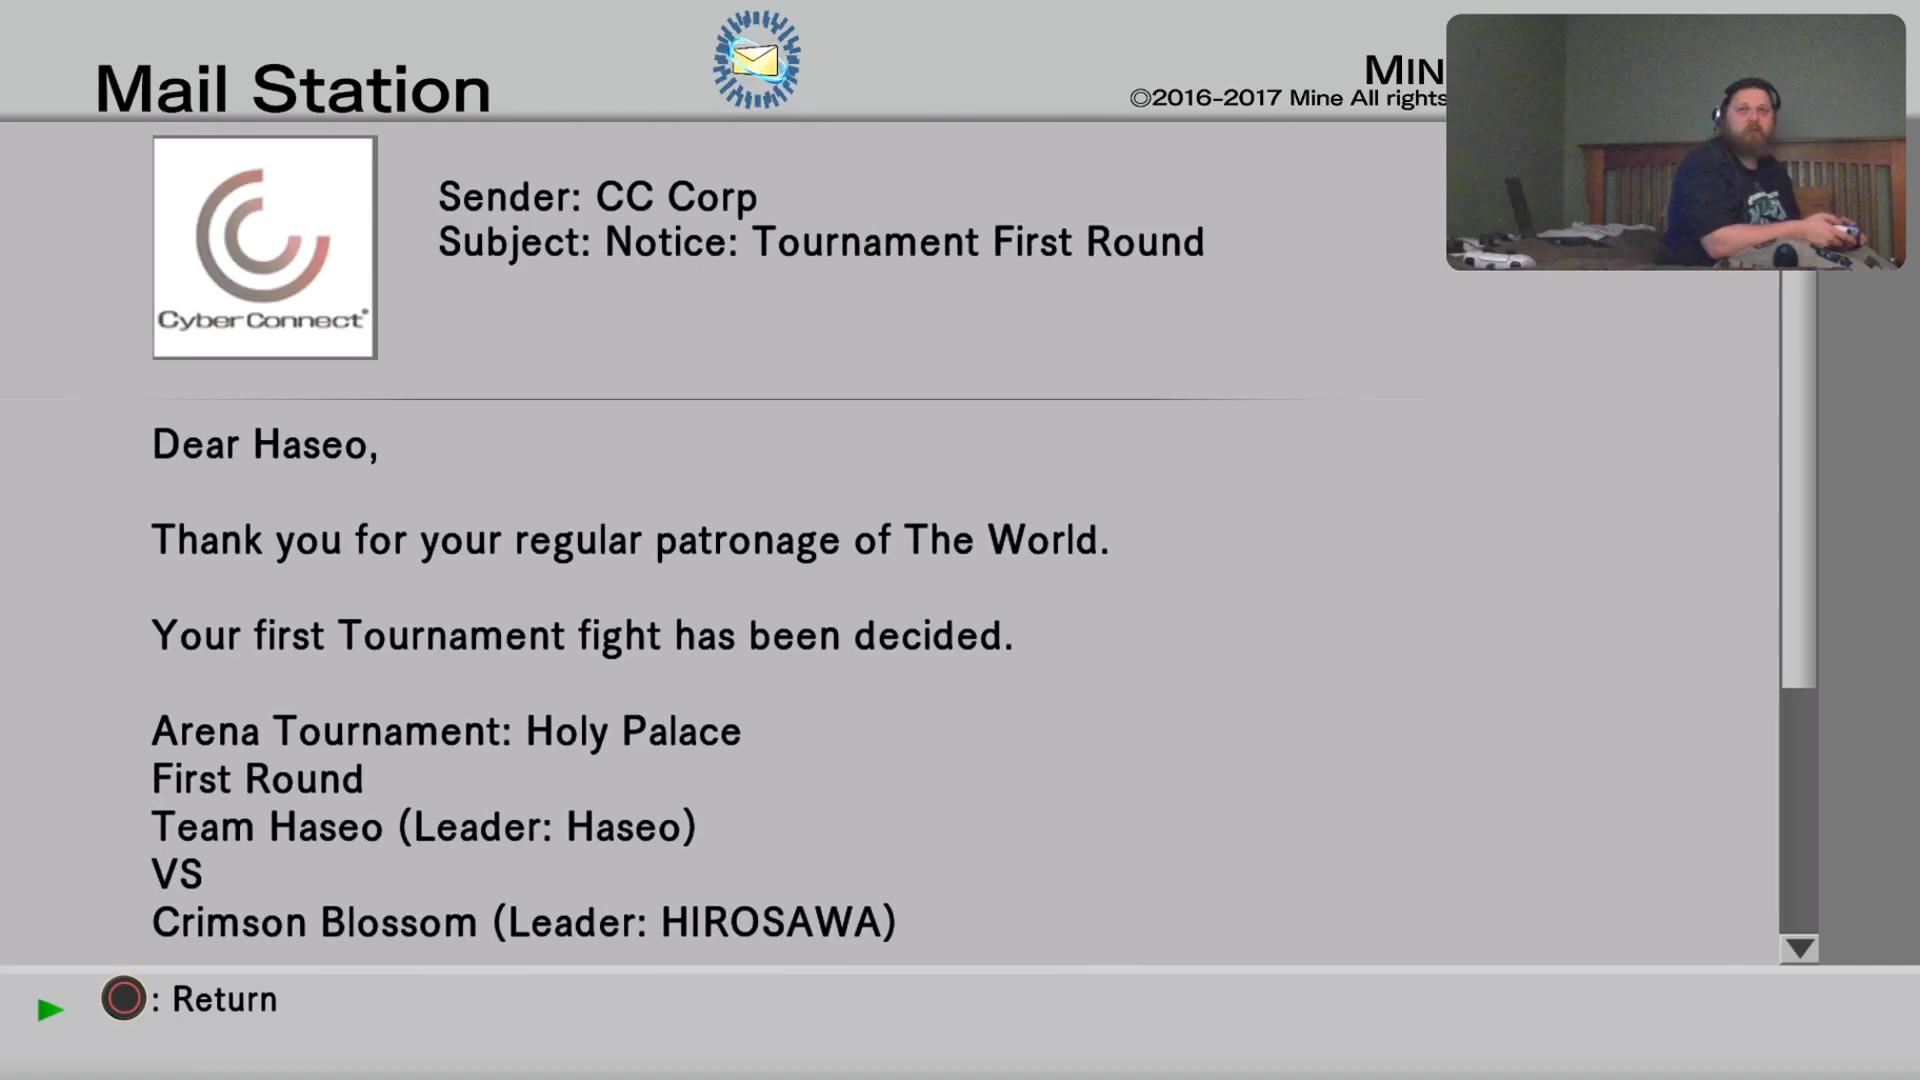 Mail Station
MIN
©2016-2017 Mine All rights
CyberConnect
Sender: CC Corp
Subject: Notice: Tournament First Round
Dear Haseo,
Thank you for your regular patronage of The World.
Your first Tournament fight has been decided.
Arena Tournament: Holy Palace
First Round
Team Haseo (Leader: Haseo)
VS
Crimson Blossom (Leader: HIROSAWA)
: Return